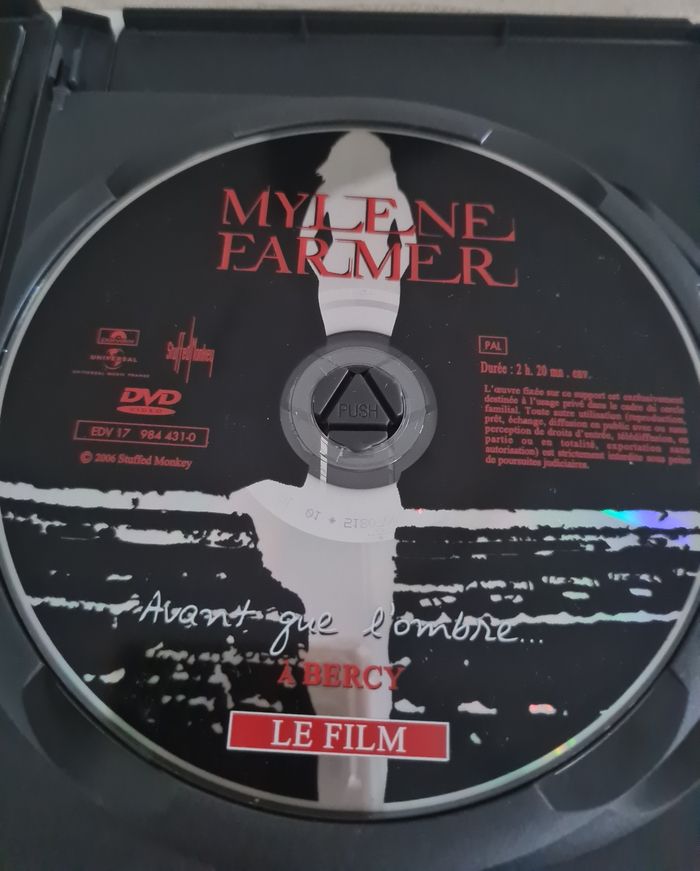 MYLENE
FARMER
Polydor
UNIVERSAL
UNIVERSAL MUSIC FRANCE
Stuffed Monkey
DVD
VIDEO
EDV 17 984 431-0
© 2006 Stuffed Monkey
PUSH
PAL
Durée : 2 h. 20 mn . env.
L'œuvre fixée sur ce support est exclusivement
destinée à l'usage privé dans le cadre du cercle
familial. Toute autre utilisation (reproduction,
prêt, échange, diffusion en public avec ou sans
perception de droits d'entrée, télédiffusion, en
partie ou en totalité, exportation sans
autorisation) est strictement interdite sous peine
de poursuites judiciaires.
Avant que l'ombre...
À BERCY
LE FILM